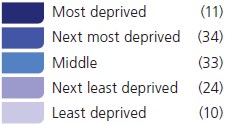 Most deprived (11)
Next most deprived (34)
Middle (33)
Next least deprived (24)
Least deprived (10)